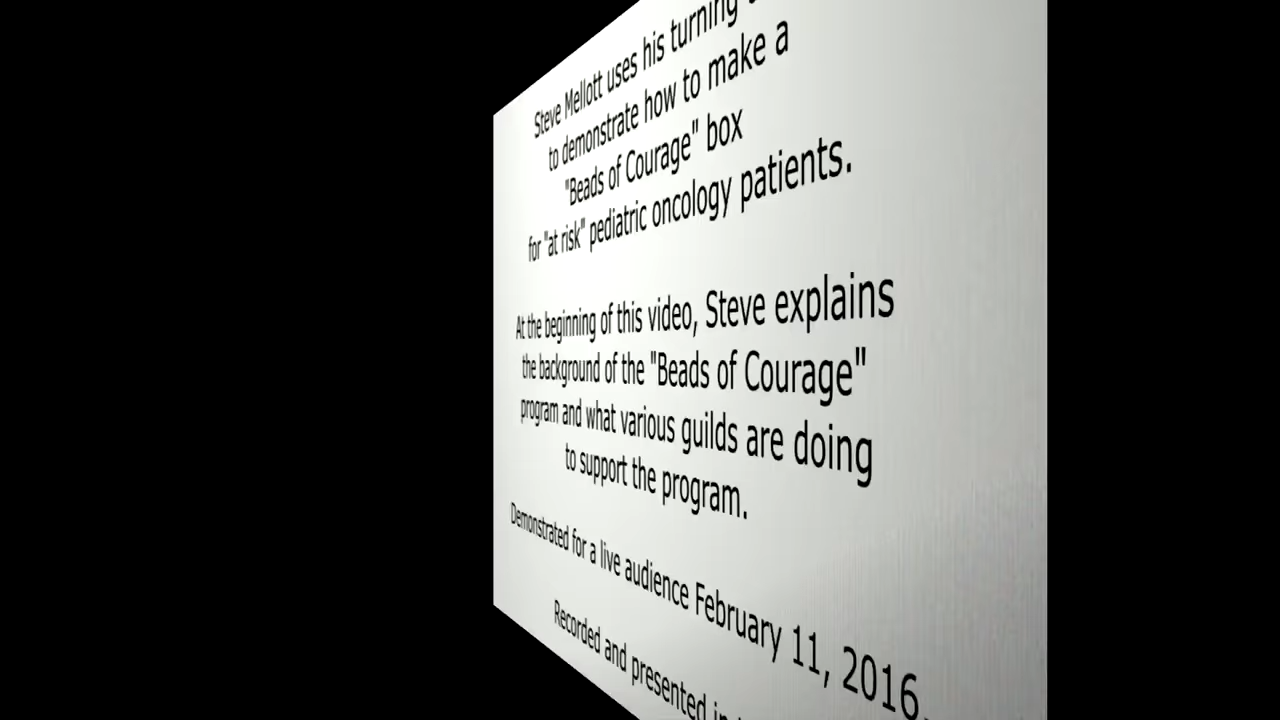 Steve Mellott uses his turning
to demonstrate how to make a
"Beads of Courage" box
for "at risk" pediatric oncology patients.
At the beginning of this video, Steve explains
the background of the "Beads of Courage"
program and what various guilds are doing
to support the program.
Demonstrated for a live audience February 11, 2016.
Recorded and presented in